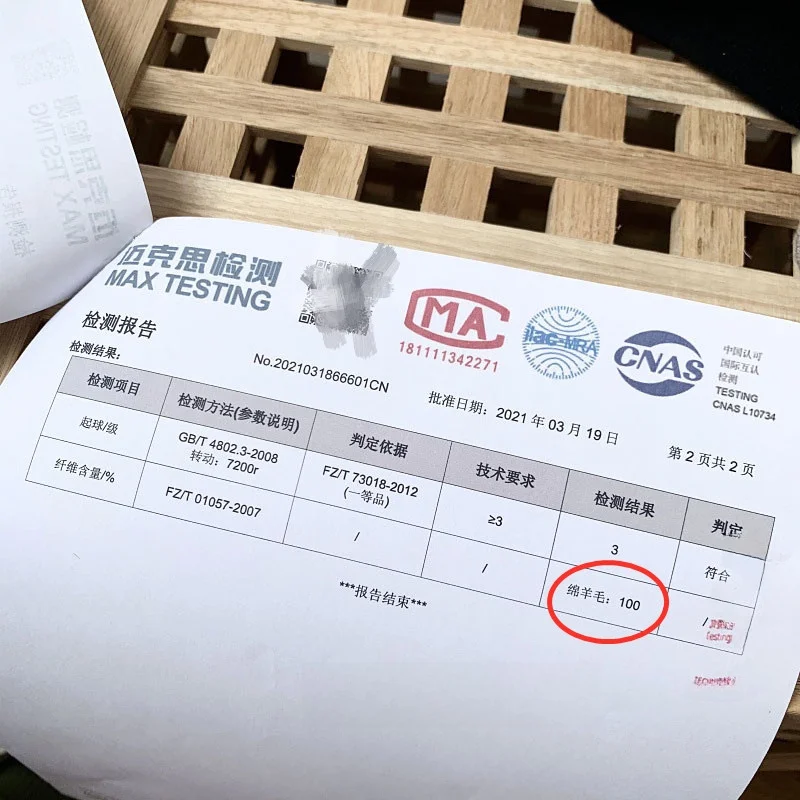 迈克思检测
MAX TESTING
MA
181111342271
ilac-MRA
CNAS
中国认可
国际互认
检测
TESTING
CNAS L10734
检测报告
检测结果:
No.2021031866601CN
批准日期: 2021 年 03 月 19 日
第 2 页共 2 页
检测项目
检测方法(参数说明)
判定依据
技术要求
检测结果
判定
起球/级
GB/T 4802.3-2008
转动: 7200r
FZ/T 73018-2012
(一等品)
≥3
3
符合
纤维含量/%
FZ/T 01057-2007
/
/
绵羊毛: 100
/
***报告结束***
Testing